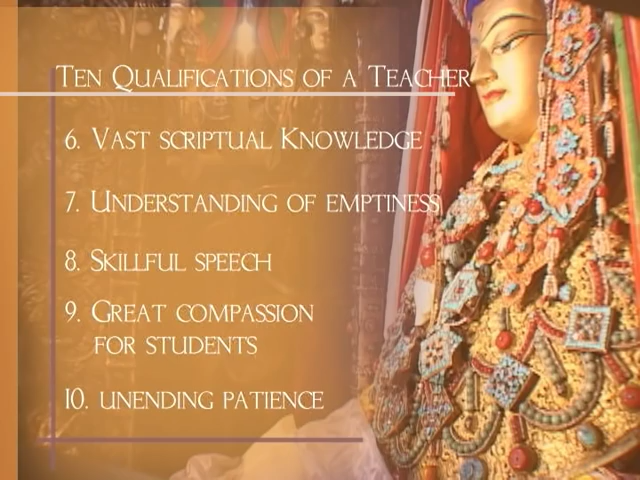 Ten Qualifications of a Teacher
6. Vast scriptual Knowledge
7. Understanding of emptiness
8. Skillful speech
9. Great compassion
for students
10. unending patience